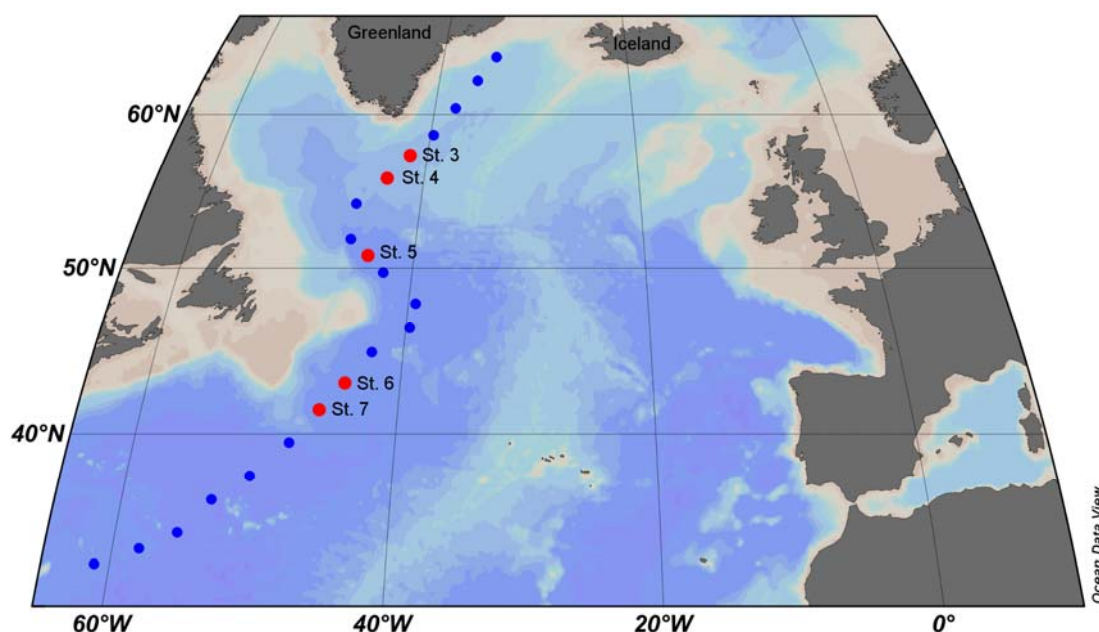 Greenland
Iceland
60°N
St. 3
St. 4
St. 5
50°N
St. 6
St. 7
40°N
Ocean Data View
60°W
40°W
20°W
0°